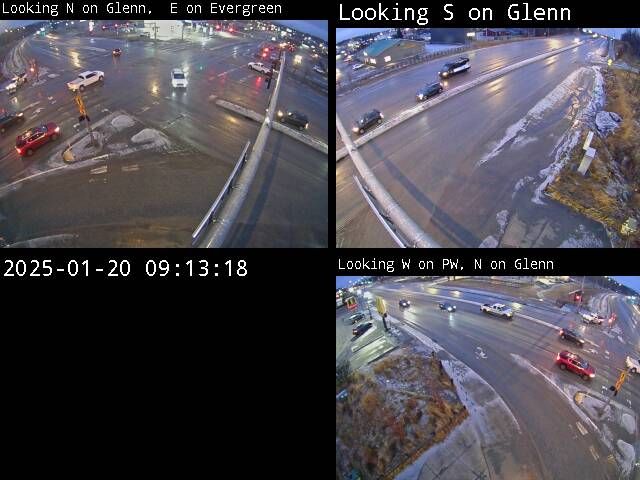 Looking N on Glenn,  E on Evergreen
Looking S on Glenn
2025-01-20 09:13:18
Looking W on PW, N on Glenn